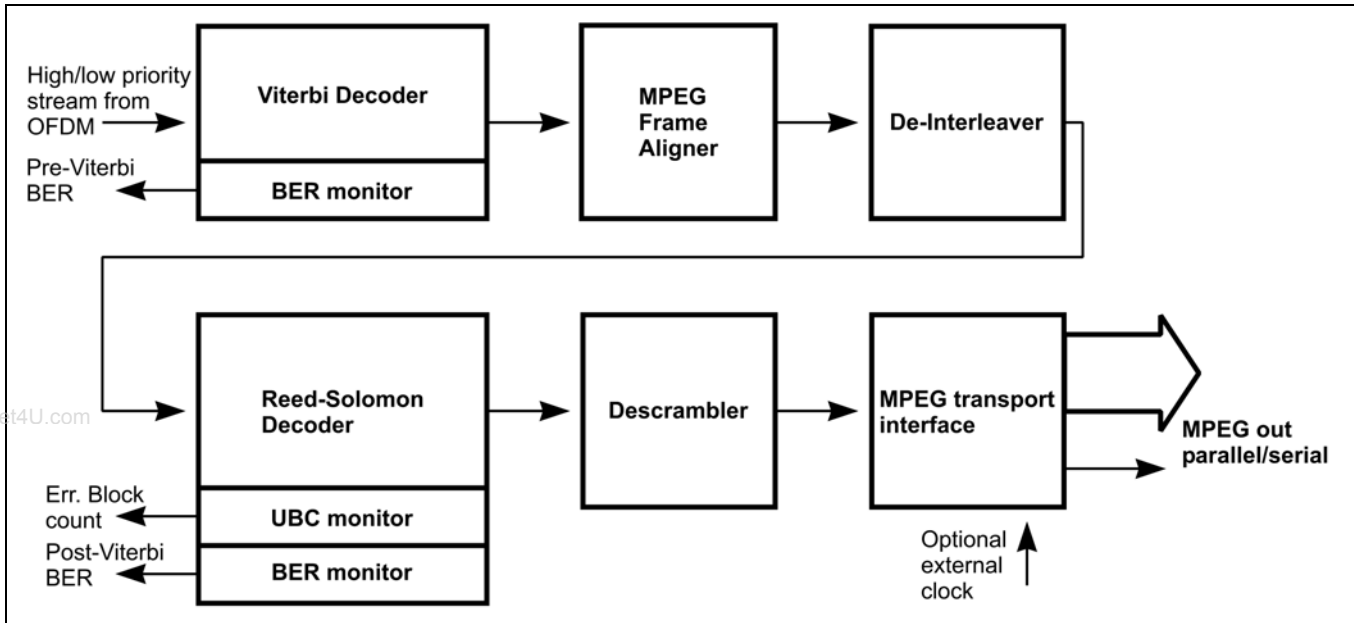 High/low priority
stream from
OFDM
Viterbi Decoder
MPEG
Frame
Aligner
De-Interleaver
Pre-Viterbi
BER
BER monitor
et4U.com
Reed-Solomon
Decoder
Descrambler
MPEG transport
interface
MPEG out
parallel/serial
Err. Block
count
UBC monitor
Post-Viterbi
BER
BER monitor
Optional
external
clock